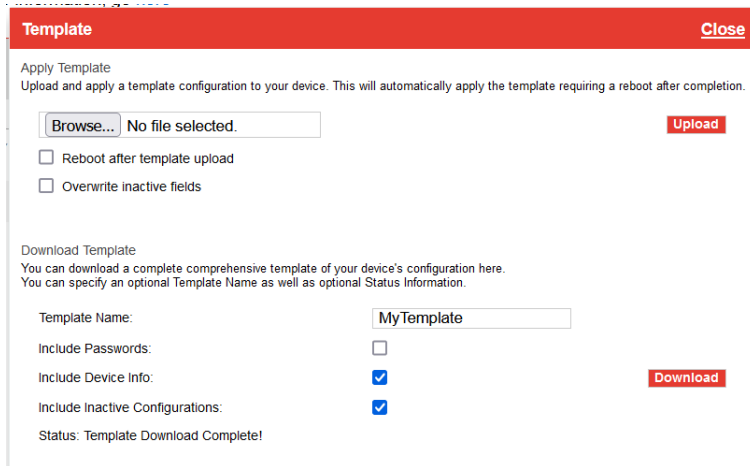 Template
Close
Apply Template
Upload and apply a template configuration to your device. This will automatically apply the template requiring a reboot after completion.
Browse... No file selected.
Upload
Reboot after template upload
Overwrite inactive fields
Download Template
You can download a complete comprehensive template of your device's configuration here.
You can specify an optional Template Name as well as optional Status Information.
Template Name: MyTemplate
Include Passwords:
Include Device Info:
Download
Include Inactive Configurations:
Status: Template Download Complete!